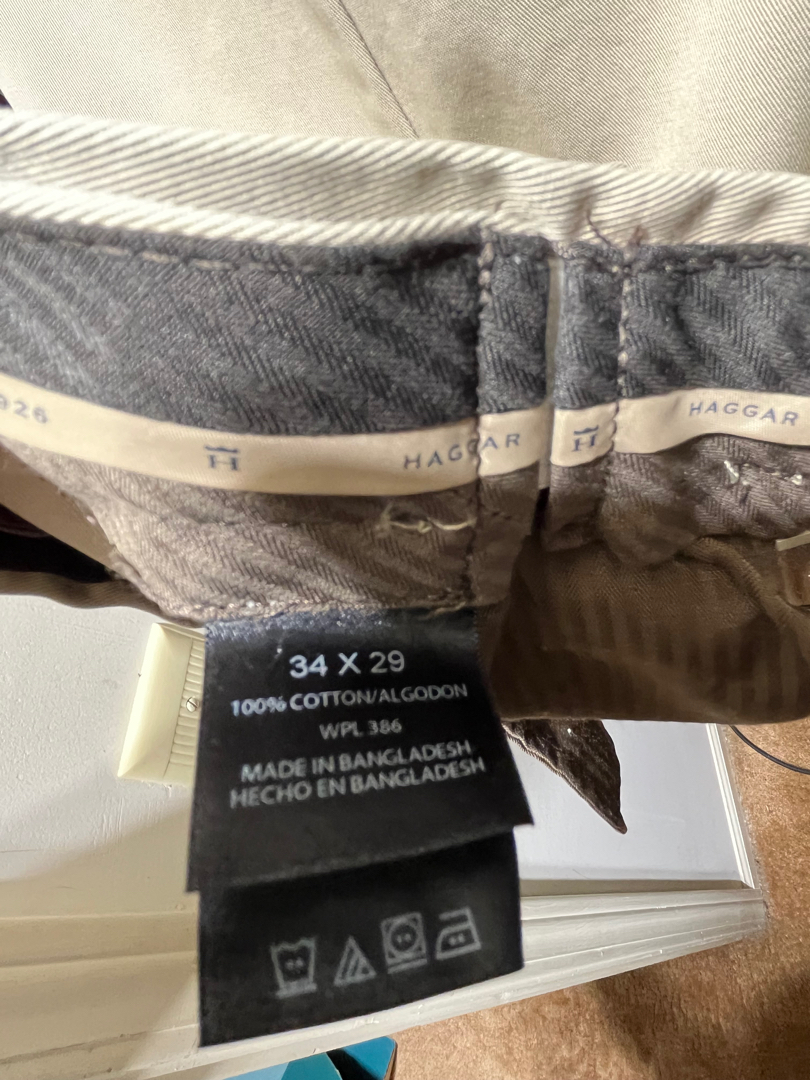 926 H HAGGAR H HAGGAR
34 X 29
100% COTTON/ALGODON
WPL 386
MADE IN BANGLADESH
HECHO EN BANGLADESH